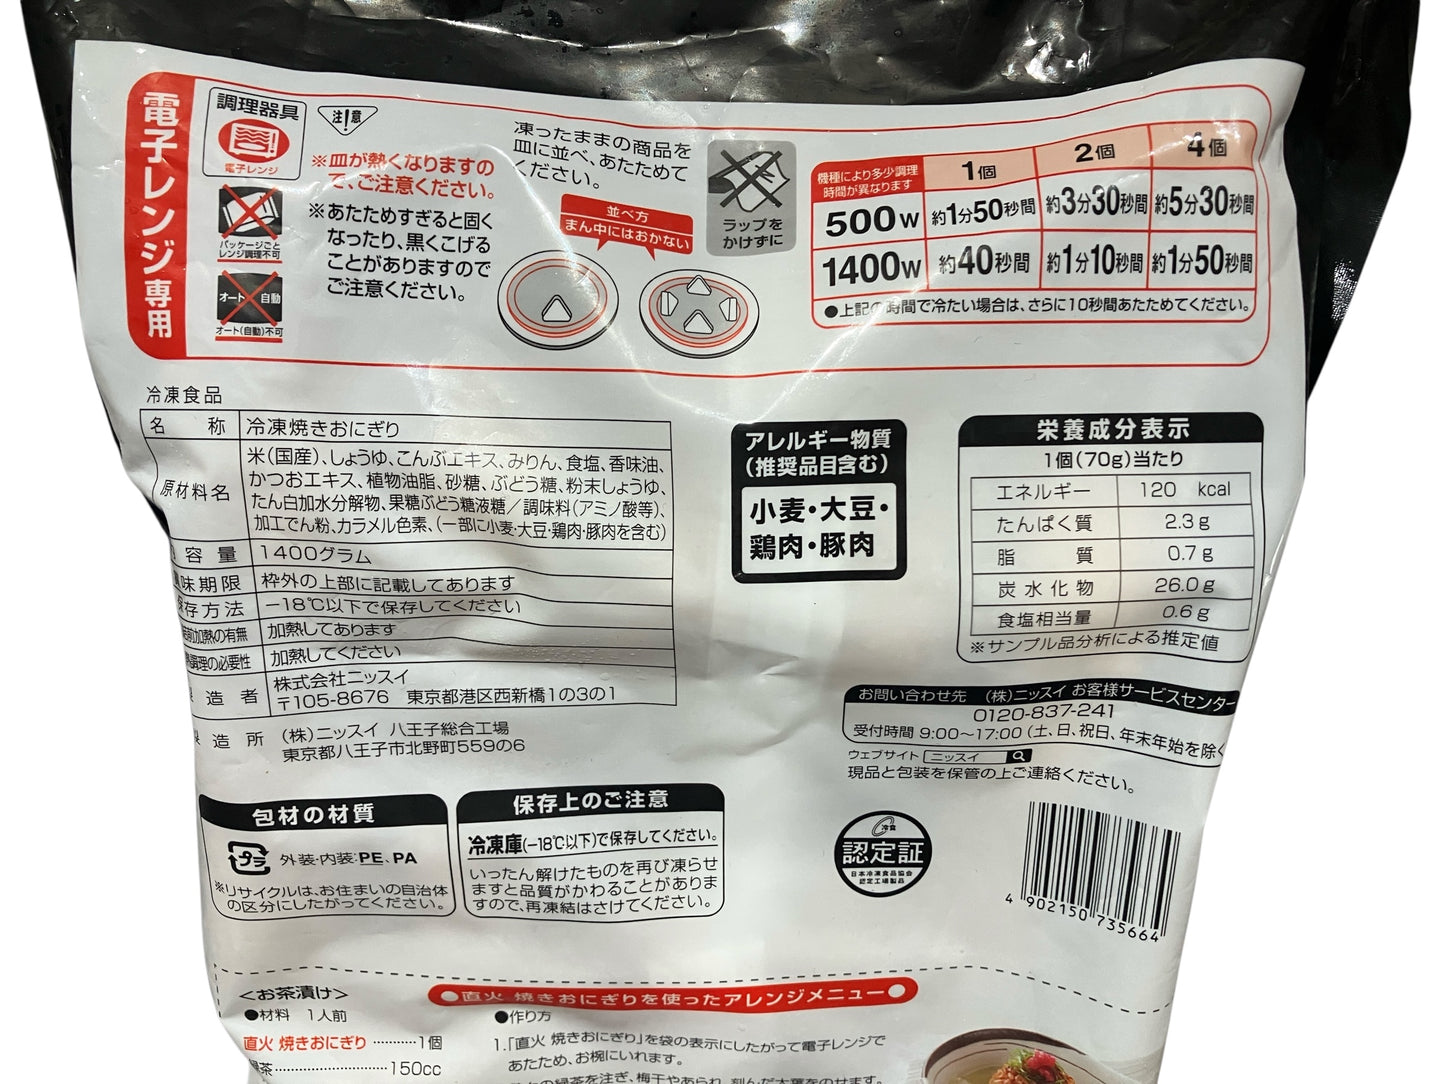 電子レンジ専用
調理器具
電子レンジ
パッケージごと
レンジ調理不可
オート 自動
オート(自動)不可
注!意
※皿が熱くなりますの
で、ご注意ください。
※あたためすぎると固く
なったり、黒くこげる
ことがありますので
ご注意ください。
凍ったままの商品を
皿に並べ、あたためて
ください。
並べ方
まん中にはおかない
ラップを
かけずに
機種により多少調理
時間が異なります
1個 2個 4個
500W 約1分50秒間 約3分30秒間 約5分30秒間
1400W 約40秒間 約1分10秒間 約1分50秒間
●上記の時間で冷たい場合は、さらに10秒間あたためてください。
冷凍食品
名称 冷凍焼きおにぎり
原材料名 米(国産)、しょうゆ、こんぶエキス、みりん、食塩、香味油、
かつおエキス、植物油脂、砂糖、ぶどう糖、粉末しょうゆ、
たん白加水分解物、果糖ぶどう糖液糖/調味料(アミノ酸等)、
加工でん粉、カラメル色素、(一部に小麦・大豆・鶏肉・豚肉を含む)
容量 1400グラム
味期限 枠外の上部に記載してあります
存方法 −18℃以下で保存してください
前加熱の有無 加熱してあります
調理の必要性 加熱してください
造者 株式会社ニッスイ
〒105-8676 東京都港区西新橋1の3の1
造所 (株)ニッスイ 八王子総合工場
東京都八王子市北野町559の6
アレルギー物質
(推奨品目含む)
小麦・大豆・
鶏肉・豚肉
栄養成分表示
1個(70g)当たり
エネルギー 120 kcal
たんぱく質 2.3g
脂質 0.7g
炭水化物 26.0g
食塩相当量 0.6g
※サンプル品分析による推定値
お問い合わせ先 (株)ニッスイ お客様サービスセンター
0120-837-241
受付時間 9:00〜17:00(土、日、祝日、年末年始を除く
ウェブサイト ニッスイ
現品と包装を保管の上ご連絡ください。
包材の材質
プラ 外装・内装:PE、PA
※リサイクルは、お住まいの自治体
の区分にしたがってください。
保存上のご注意
冷凍庫(−18℃以下)で保存してください。
いったん解けたものを再び凍らせ
ますと品質がかわることがありま
すので、再凍結はさけてください。
冷食
認定証
日本冷凍食品協会
認定工場製品
4 902150 735664
直火 焼きおにぎりを使ったアレンジメニュー
<お茶漬け>
●材料 1人前
直火 焼きおにぎり ………1個
茶………………………150cc
●作り方
1.「直火 焼きおにぎり」を袋の表示にしたがって電子レンジで
あたため、お椀にいれます。
の緑茶を注ぎ、梅干やあられ、刻んだ大葉をのせます。